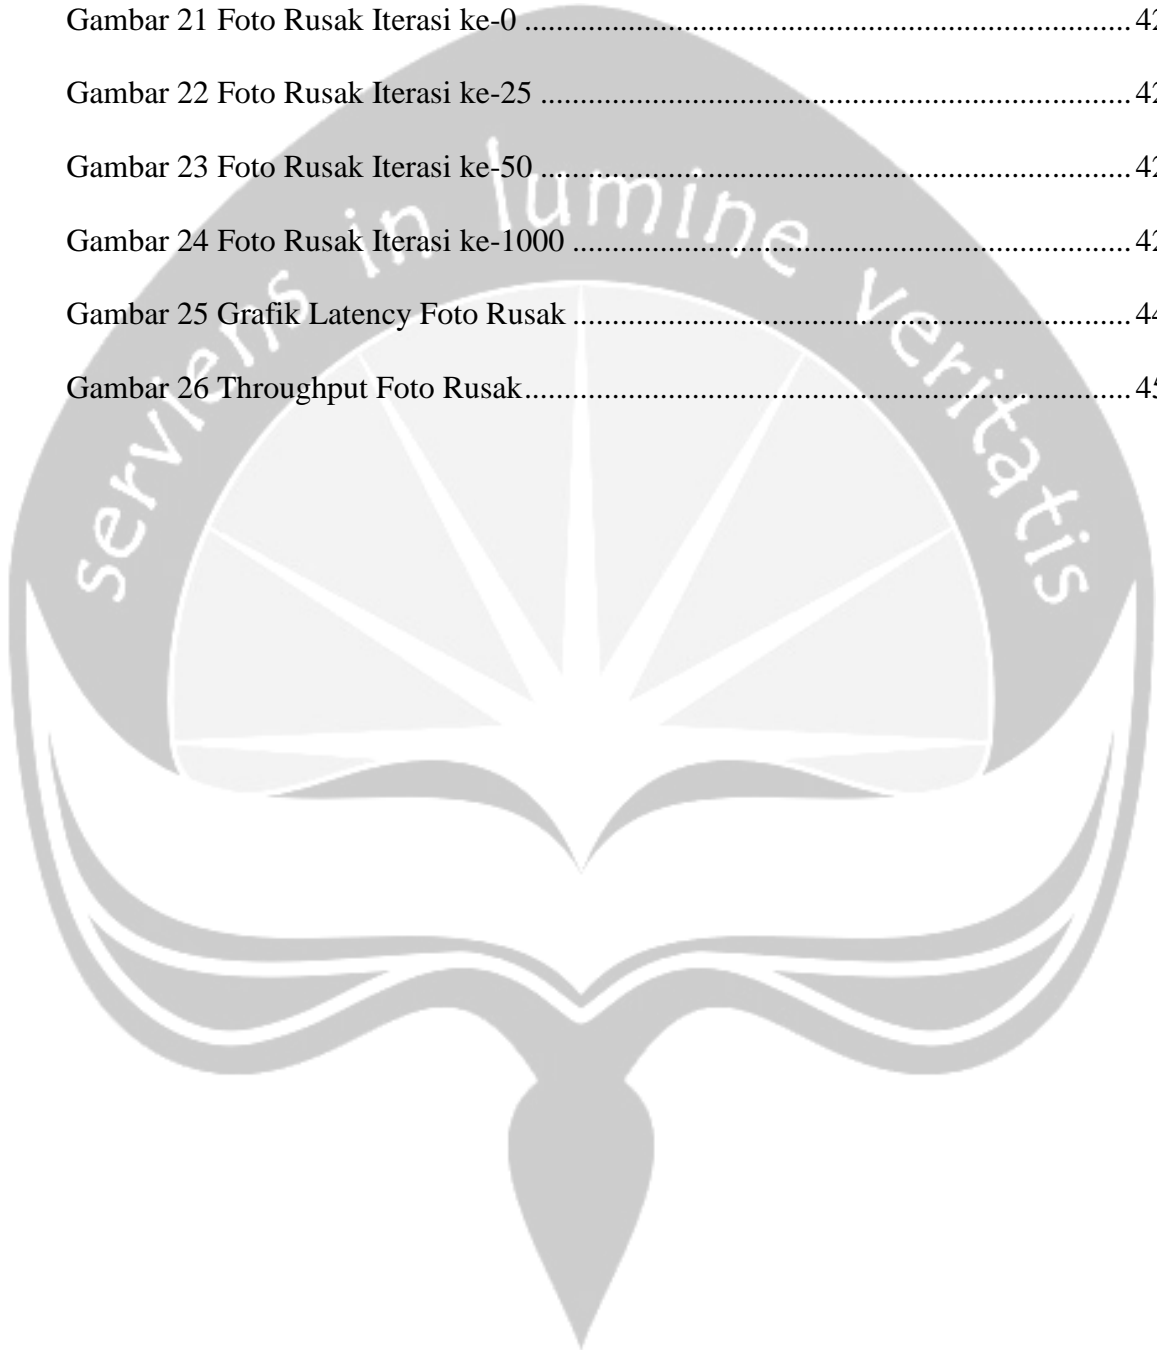 Gambar 21 Foto Rusak Iterasi ke-0 ........................................................................... 42
Gambar 22 Foto Rusak Iterasi ke-25 ......................................................................... 42
Gambar 23 Foto Rusak Iterasi ke-50 ......................................................................... 42
Gambar 24 Foto Rusak Iterasi ke-1000 ..................................................................... 42
Gambar 25 Grafik Latency Foto Rusak ..................................................................... 44
Gambar 26 Throughput Foto Rusak........................................................................... 45
serviens in lumine veritatis